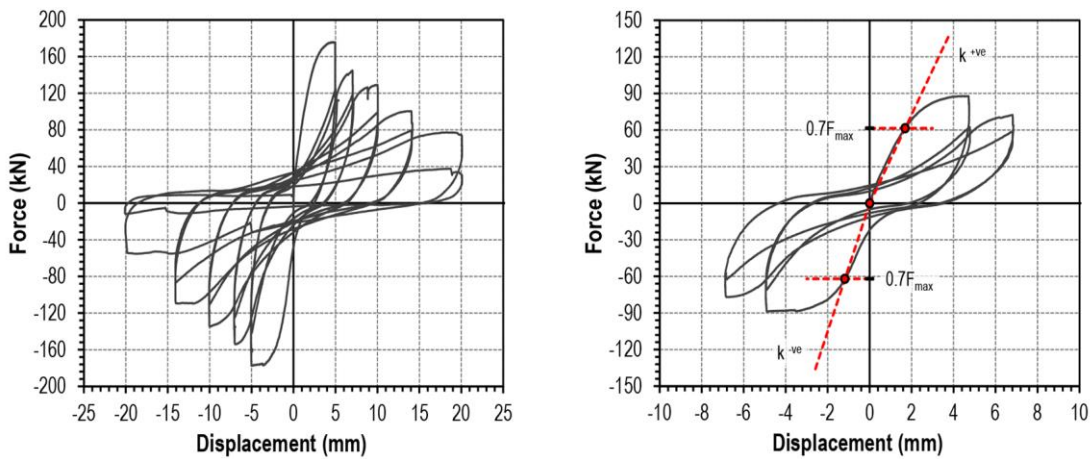 200
160
120
80
40
0
-40
-80
-120
-160
-200
Force (kN)
-25 -20 -15 -10 -5 0 5 10 15 20 25
Displacement (mm)
150
120
90
60
30
0
-30
-60
-90
-120
-150
Force (kN)
k +ve
0.7Fmax
0.7Fmax
k -ve
-10 -8 -6 -4 -2 0 2 4 6 8 10
Displacement (mm)